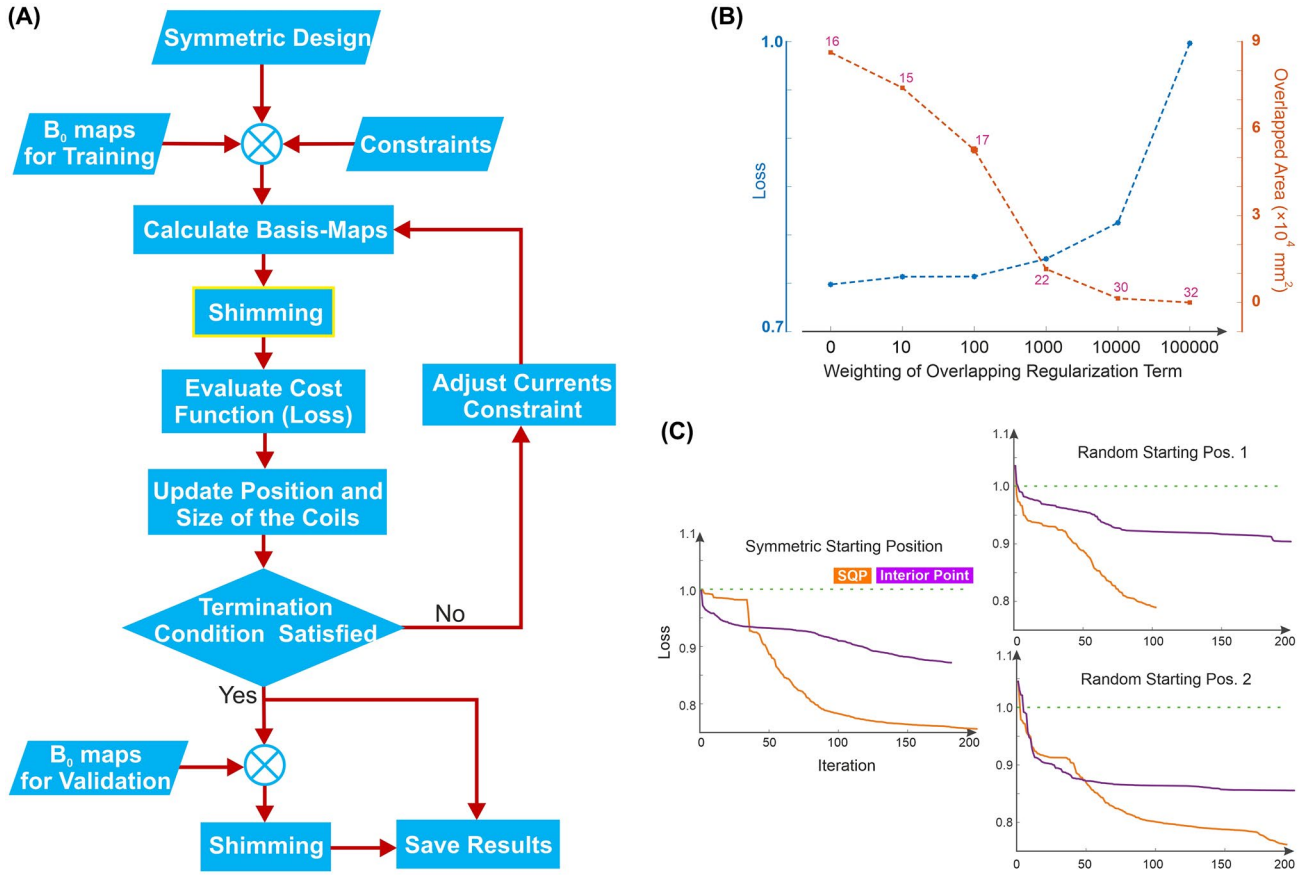 (A)
Symmetric Design
B0 maps
for Training
Constraints
Calculate Basis-Maps
Shimming
Evaluate Cost
Function (Loss)
Adjust Currents
Constraint
Update Position and
Size of the Coils
Termination
Condition Satisfied
No
Yes
B0 maps
for Validation
Shimming
Save Results
(B)
1.0
0.7
Loss
16
15
17
22
30
32
9
6
3
0
Overlapped Area (×10^4 mm^2)
0 10 100 1000 10000 100000
Weighting of Overlapping Regularization Term
(C)
Symmetric Starting Position
SQP Interior Point
1.1
1.0
0.9
0.8
Loss
0 50 100 150 200
Iteration
Random Starting Pos. 1
1.1
1.0
0.9
0.8
0 50 100 150 200
Random Starting Pos. 2
1.1
1.0
0.9
0.8
0 50 100 150 200